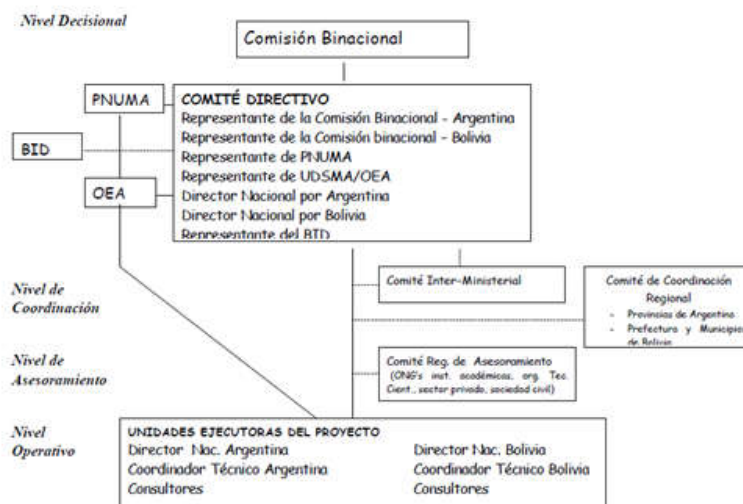 Nivel Decisional
Comisión Binacional
PNUMA
BID
OEA
COMITÉ DIRECTIVO
Representante de la Comisión Binacional - Argentina
Representante de la Comisión binacional - Bolivia
Representante de PNUMA
Representante de UDSMA/OEA
Director Nacional por Argentina
Director Nacional por Bolivia
Representante del BID
Nivel de
Coordinación
Comité Inter-Ministerial
Comité de Coordinación
Regional
- Provincias de Argentina
- Prefectura y Municipios
de Bolivia
Nivel de
Asesoramiento
Comité Reg. de Asesoramiento
(ONG's inst. académicas, org. Tec.
Cient., sector privado, sociedad civil)
Nivel
Operativo
UNIDADES EJECUTORAS DEL PROYECTO
Director Nac. Argentina
Coordinador Técnico Argentina
Consultores
Director Nac. Bolivia
Coordinador Técnico Bolivia
Consultores